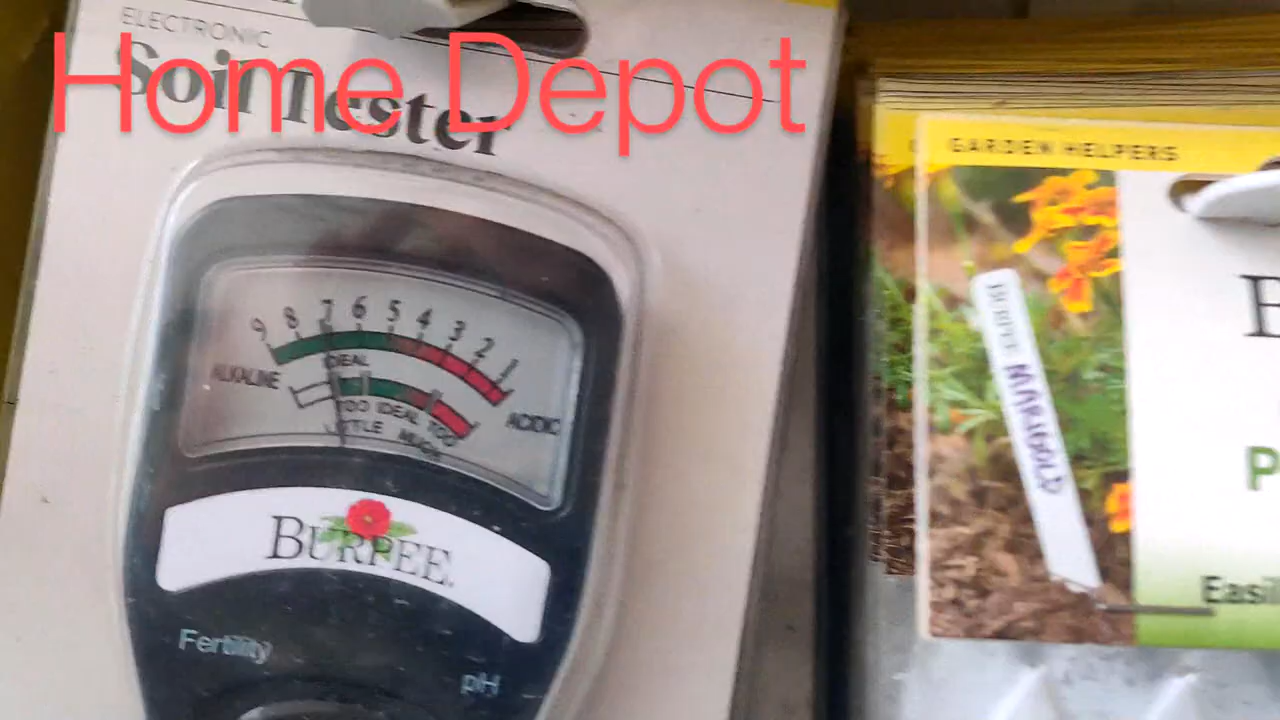 ELECTRONIC
Soil Tester
Home Depot
9 8 7 6 5 4 3 2 1
IDEAL
ALKALINE
ACIDIC
TOO IDEAL TOO
LITTLE MUCH
BURPEE
Fertility
pH
GARDEN HELPERS
BURPEE MARIGOLD
B
P
Easil